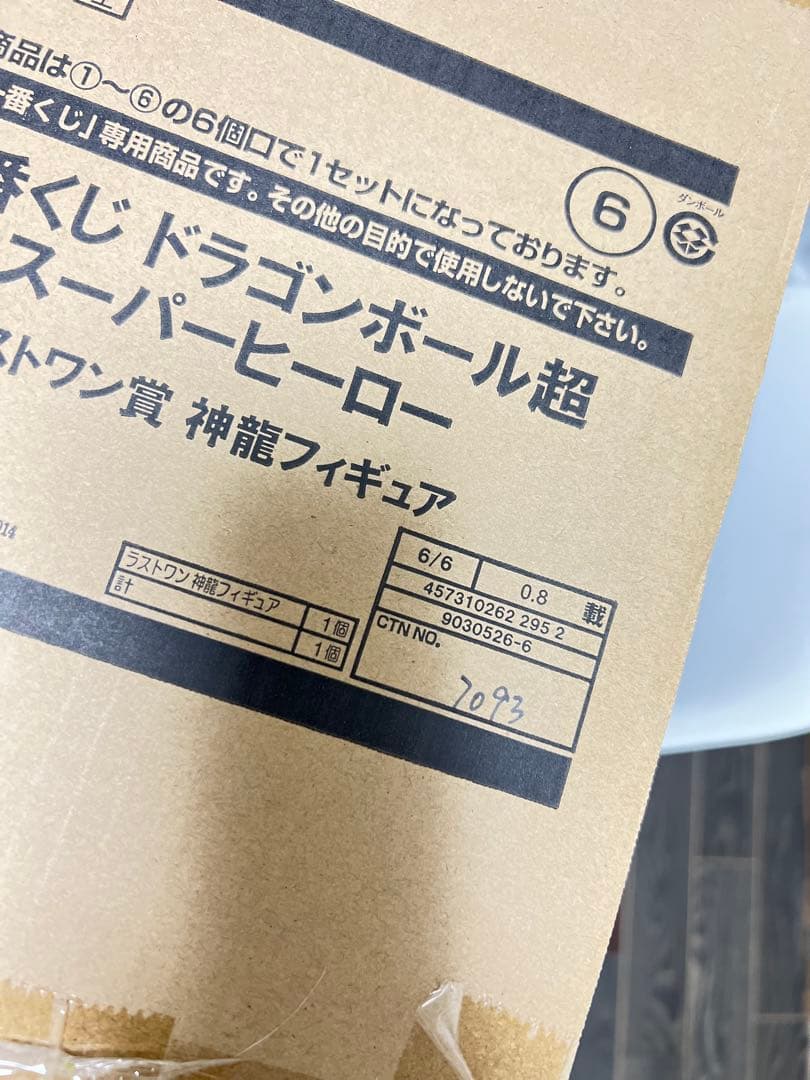 商品は①〜⑥の6個口で1セットになっております。
一番くじ」専用商品です。その他の目的で使用しないで下さい。
⑥
ダンボール
番くじ ドラゴンボール超
スーパーヒーロー
ストワン賞 神龍フィギュア
014
ラストワン 神龍フィギュア 1個
計 1個
6/6 0.8 載
457310262 295 2
9030526-6
CTN NO.
7093